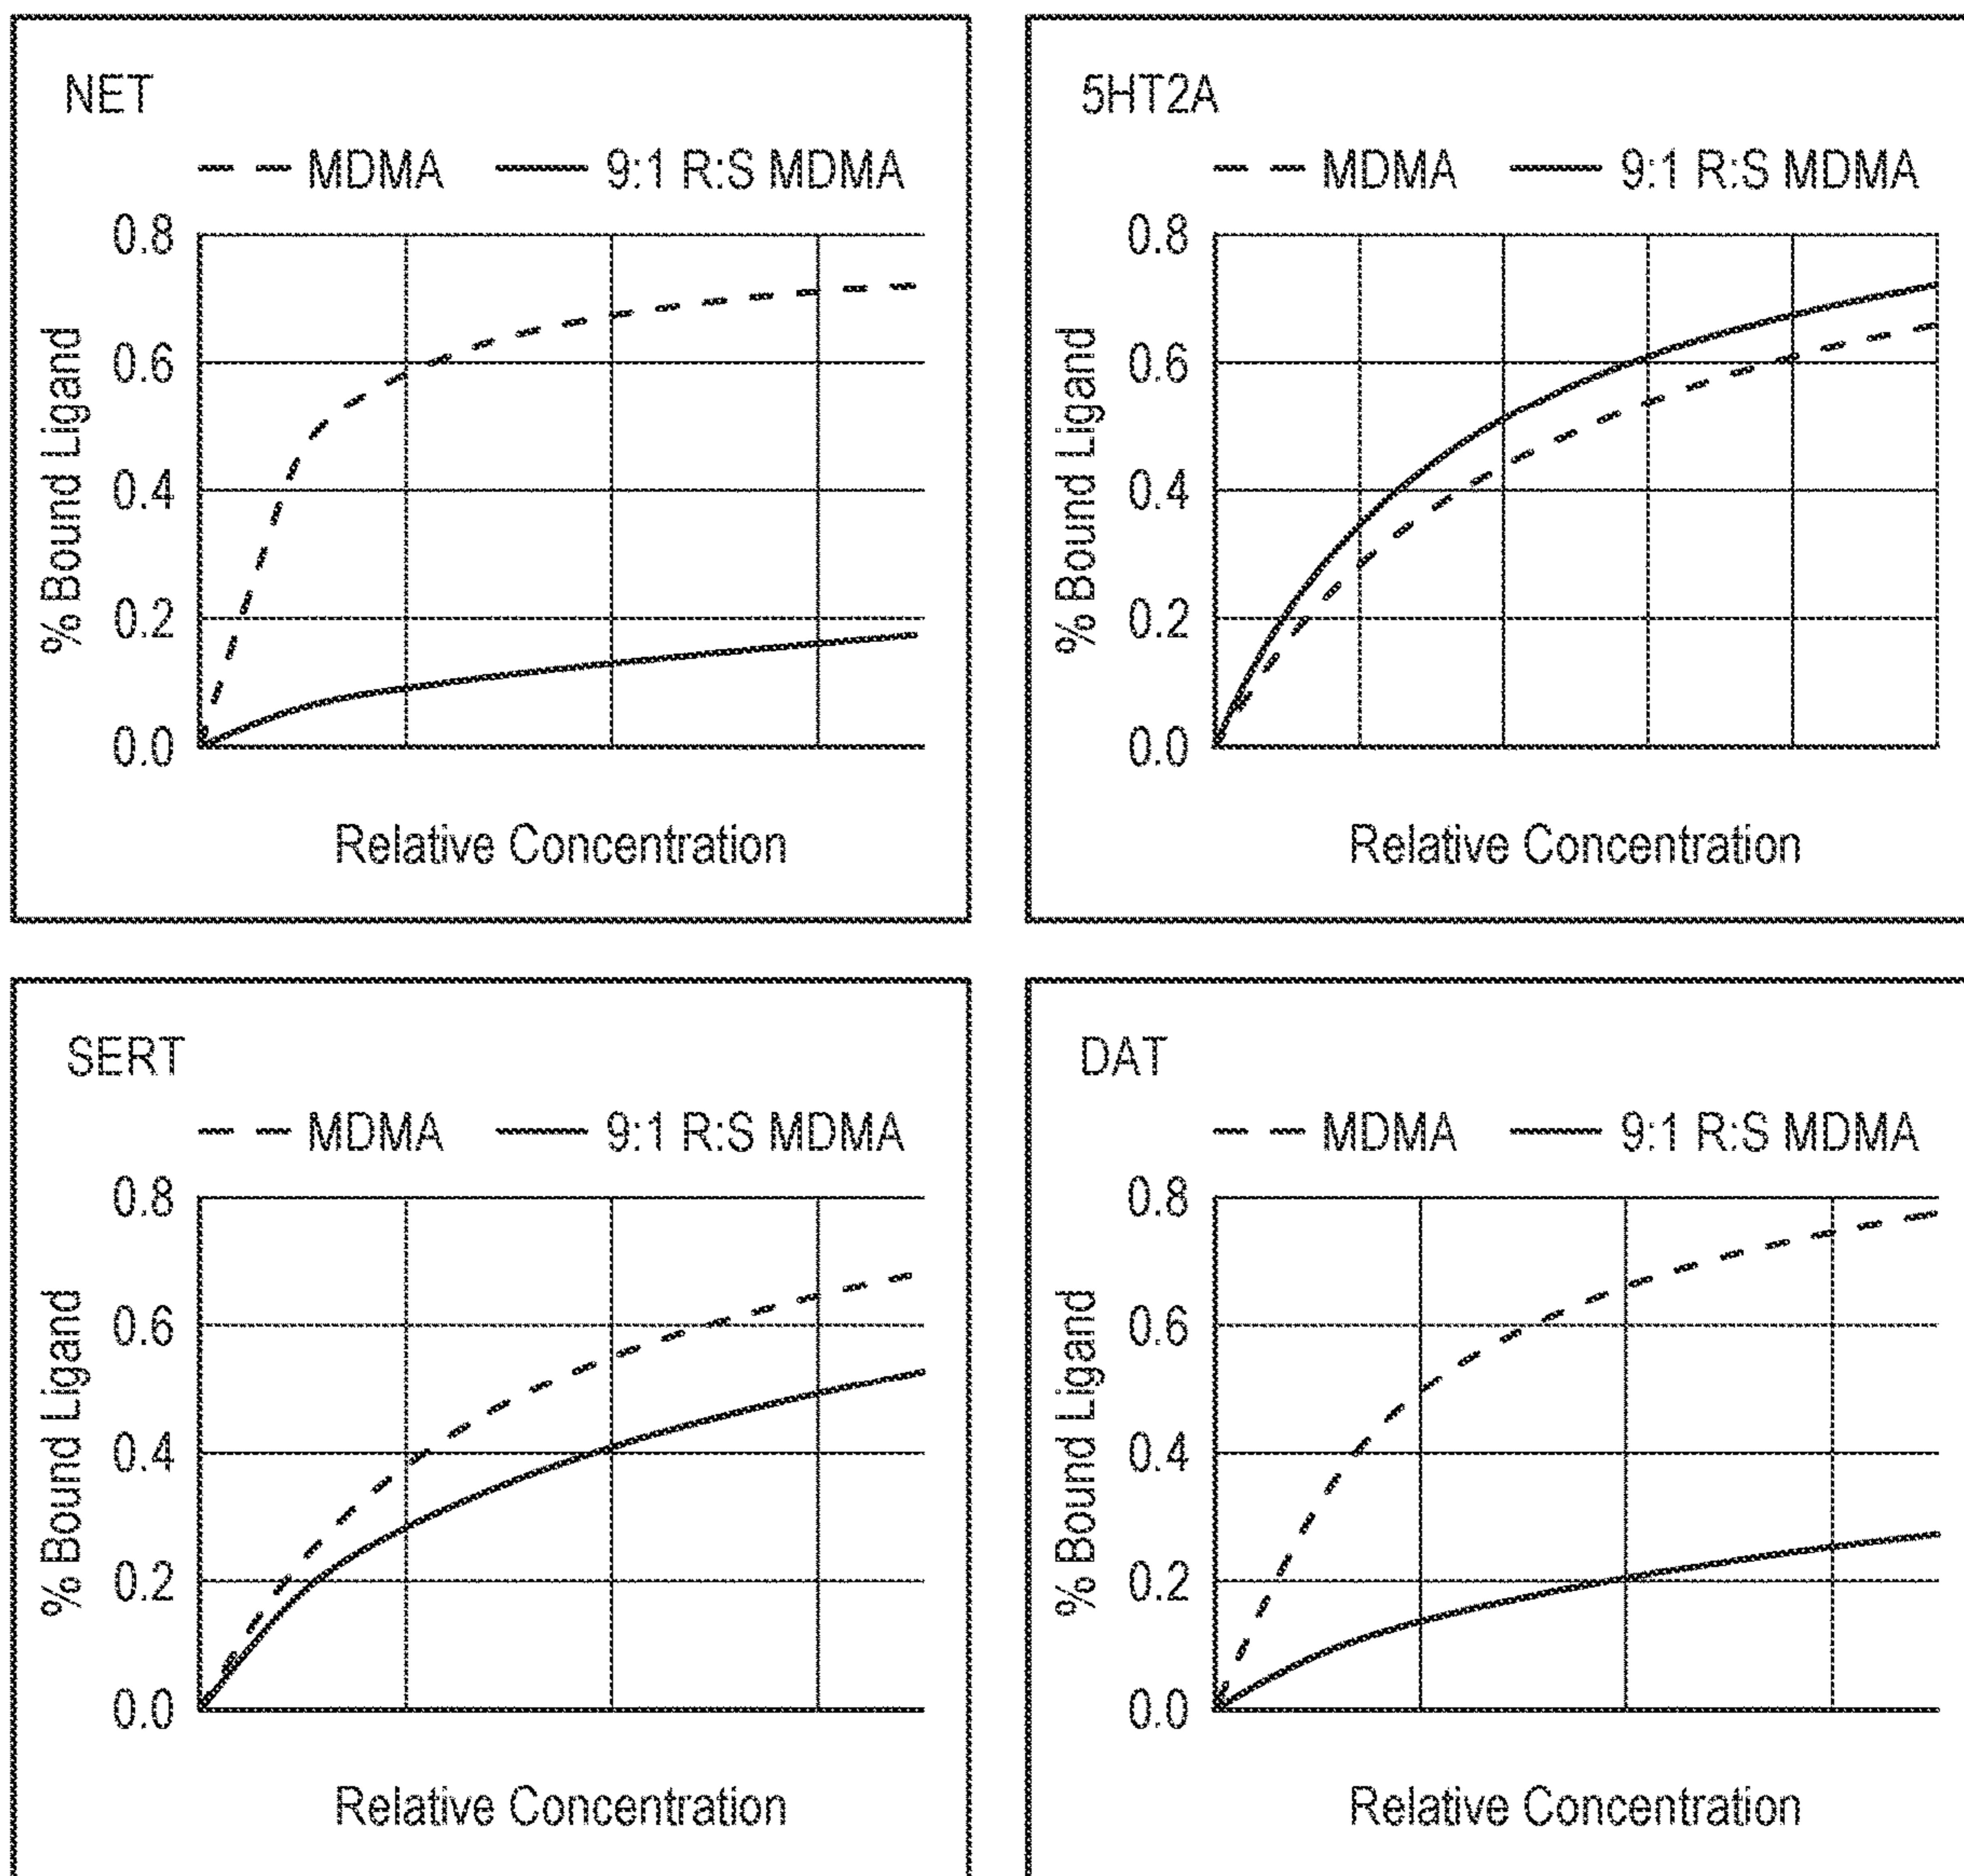 NET
MDMA 9:1 R:S MDMA
0.8
0.6
0.4
0.2
0.0
% Bound Ligand
Relative Concentration
5HT2A
MDMA 9:1 R:S MDMA
0.8
0.6
0.4
0.2
0.0
% Bound Ligand
Relative Concentration
SERT
MDMA 9:1 R:S MDMA
0.8
0.6
0.4
0.2
0.0
% Bound Ligand
Relative Concentration
DAT
MDMA 9:1 R:S MDMA
0.8
0.6
0.4
0.2
0.0
% Bound Ligand
Relative Concentration